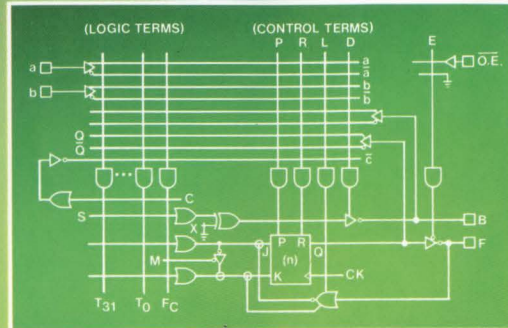 (LOGIC TERMS) (CONTROL TERMS)
P R L D E
a
a̅
O.E.
a
b
b
b̅
Q
Q̅
c̅
C
S
X
B
P R
J Q
F
M
(n)
K
CK
T31 T0 FC